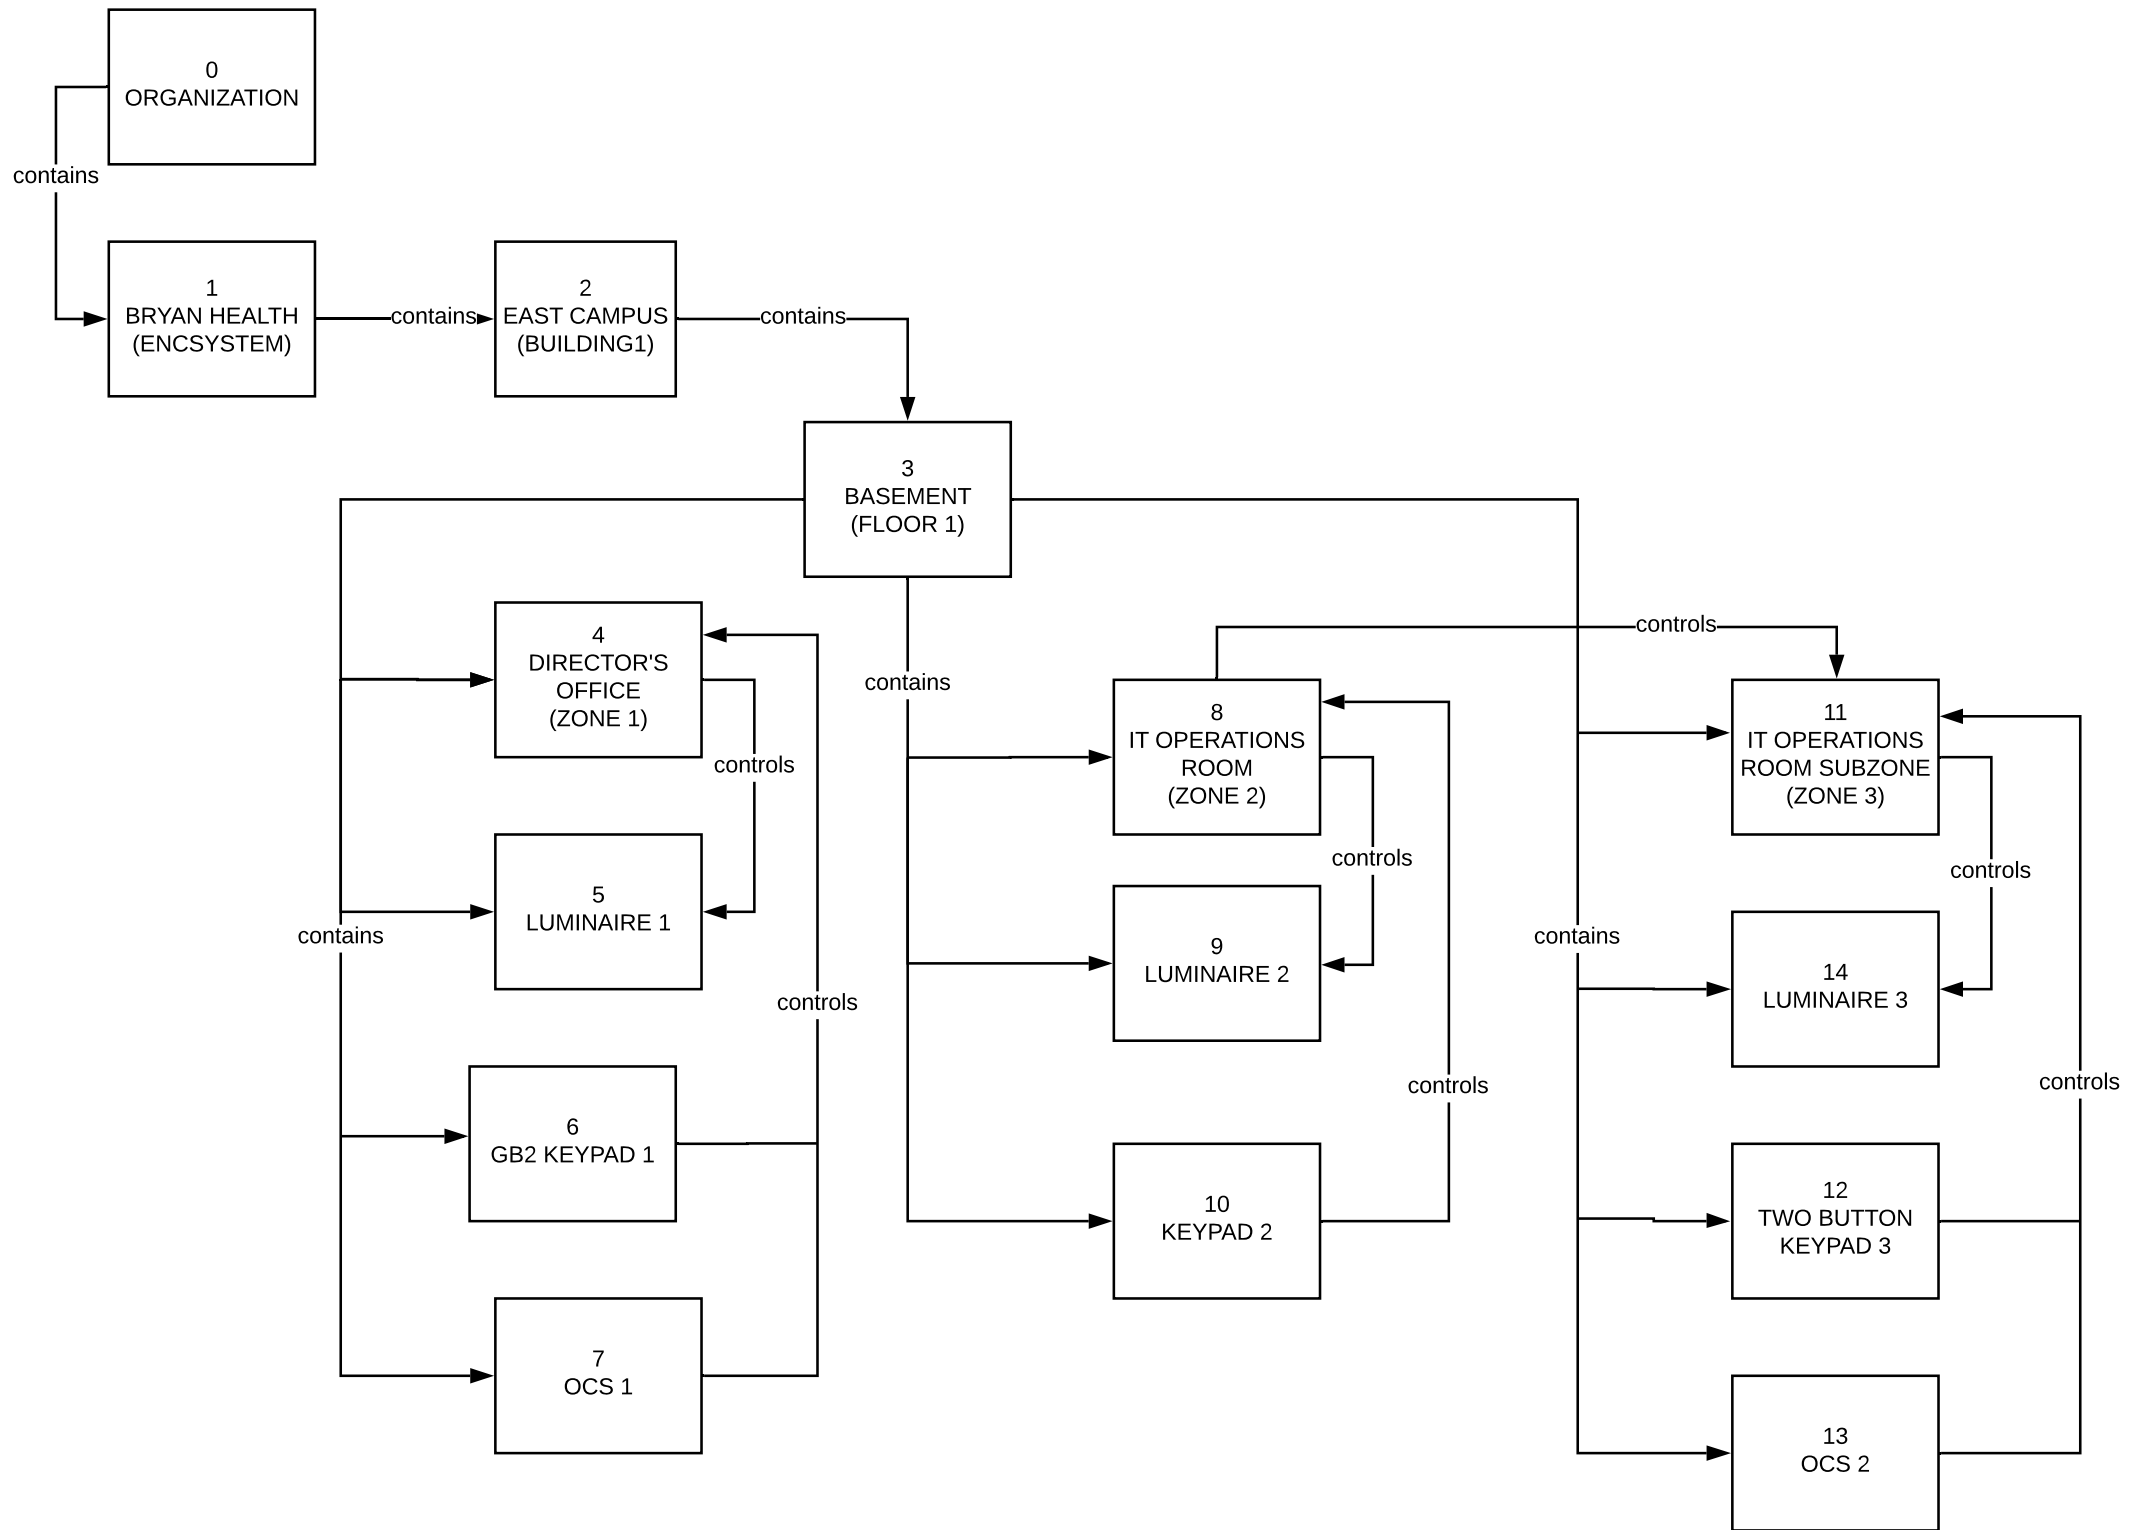 0
ORGANIZATION
contains
1
BRYAN HEALTH
(ENCSYSTEM)
contains
2
EAST CAMPUS
(BUILDING1)
contains
3
BASEMENT
(FLOOR 1)
contains
4
DIRECTOR'S
OFFICE
(ZONE 1)
controls
5
LUMINAIRE 1
controls
6
GB2 KEYPAD 1
7
OCS 1
contains
8
IT OPERATIONS
ROOM
(ZONE 2)
controls
controls
9
LUMINAIRE 2
controls
10
KEYPAD 2
contains
11
IT OPERATIONS
ROOM SUBZONE
(ZONE 3)
controls
14
LUMINAIRE 3
controls
12
TWO BUTTON
KEYPAD 3
13
OCS 2